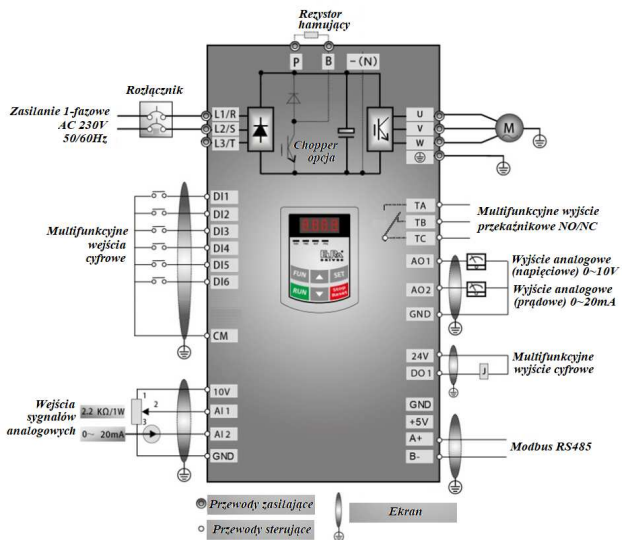 Rezystor
hamujący
P B -(N)
Rozłącznik
Zasilanie 1-fazowe
AC 230V
50/60Hz
L1/R
L2/S
L3/T
Chopper
opcja
U
V
W
M
DI1
DI2
DI3
DI4
DI5
DI6
CM
Multifunkcyjne
wejścia
cyfrowe
FUN SET
RUN
TA
TB
TC
Multifunkcyjne wyjście
przekaźnikowe NO/NC
AO1
AO2
GND
Wyjście analogowe
(napięciowe) 0~10V
Wyjście analogowe
(prądowe) 0~20mA
24V
DO1
J
Multifunkcyjne
wyjście cyfrowe
Wejścia
sygnałów
analogowych
2.2 KΩ/1W
0~ 20mA
1
2
3
10V
AI1
AI2
GND
GND
+5V
A+
B-
Modbus RS485
Przewody zasilające
Przewody sterujące
Ekran